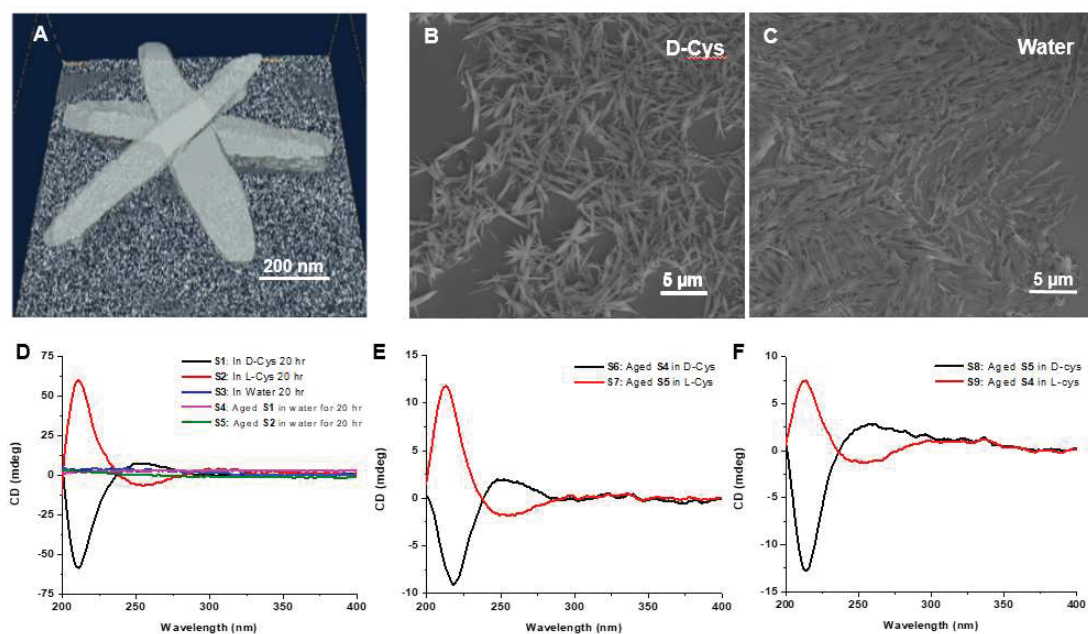 A
200 nm
B
D-Cys
5 µm
C
Water
5 µm
D
S1: In D-Cys 20 hr
S2: In L-Cys 20 hr
S3: In Water 20 hr
S4: Aged S1 in water for 20 hr
S5: Aged S2 in water for 20 hr
CD (mdeg)
75
50
25
0
-25
-50
-75
200 250 300 350 400
Wavelength (nm)
E
S6: Aged S4 in D-Cys
S7: Aged S5 in L-Cys
CD (mdeg)
15
10
5
0
-5
-10
200 250 300 350 400
Wavelength (nm)
F
S8: Aged S5 in D-cys
S9: Aged S4 in L-cys
CD (mdeg)
15
10
5
0
-5
-10
-15
200 250 300 350 400
Wavelength (nm)